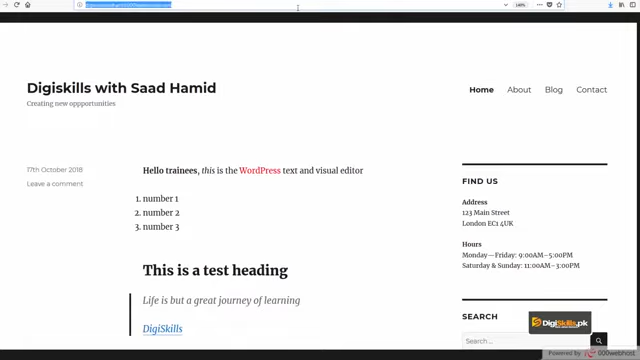 140%
Digiskills with Saad Hamid
Creating new oppportunities
Home
About
Blog
Contact
17th October 2018
Leave a comment
Hello trainees, this is the WordPress text and visual editor
1. number 1
2. number 2
3. number 3
This is a test heading
Life is but a great journey of learning
DigiSkills
FIND US
Address
123 Main Street
London EC1 4UK
Hours
Monday—Friday: 9:00AM–5:00PM
Saturday & Sunday: 11:00AM–3:00PM
SEARCH
DigiSkills.pk
Search …
Powered by 000webhost